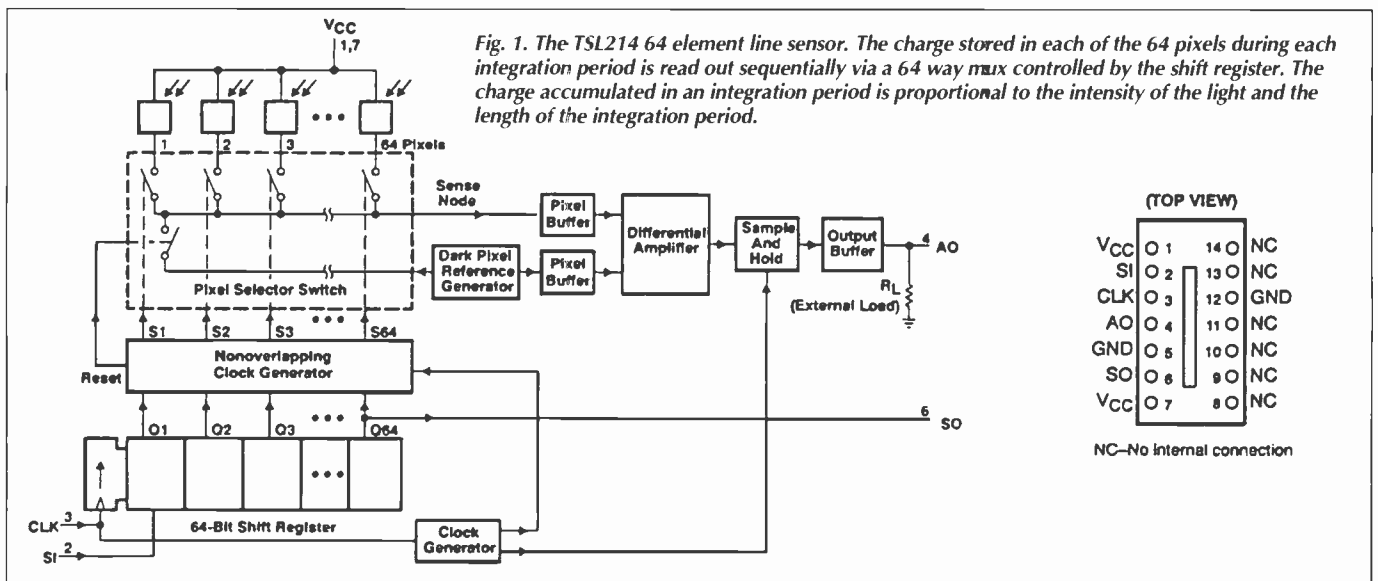 VCC
1,7
Fig. 1. The TSL214 64 element line sensor. The charge stored in each of the 64 pixels during each
integration period is read out sequentially via a 64 way mux controlled by the shift register. The
charge accumulated in an integration period is proportional to the intensity of the light and the
length of the integration period.
1 2 3 64 Pixels
Sense
Node
Pixel
Buffer
Differential
Amplifier
Sample
And
Hold
Output
Buffer
4
AO
RL
(External Load)
Dark Pixel
Reference
Generator
Pixel
Buffer
Pixel Selector Switch
S1 S2 S3 S64
Reset
Nonoverlapping
Clock Generator
Q1 Q2 Q3 Q64
6
SO
CLK 3
SI 2
64-Bit Shift Register
Clock
Generator
(TOP VIEW)
VCC 1 14 NC
SI 2 13 NC
CLK 3 12 GND
AO 4 11 NC
GND 5 10 NC
SO 6 9 NC
VCC 7 8 NC
NC–No internal connection